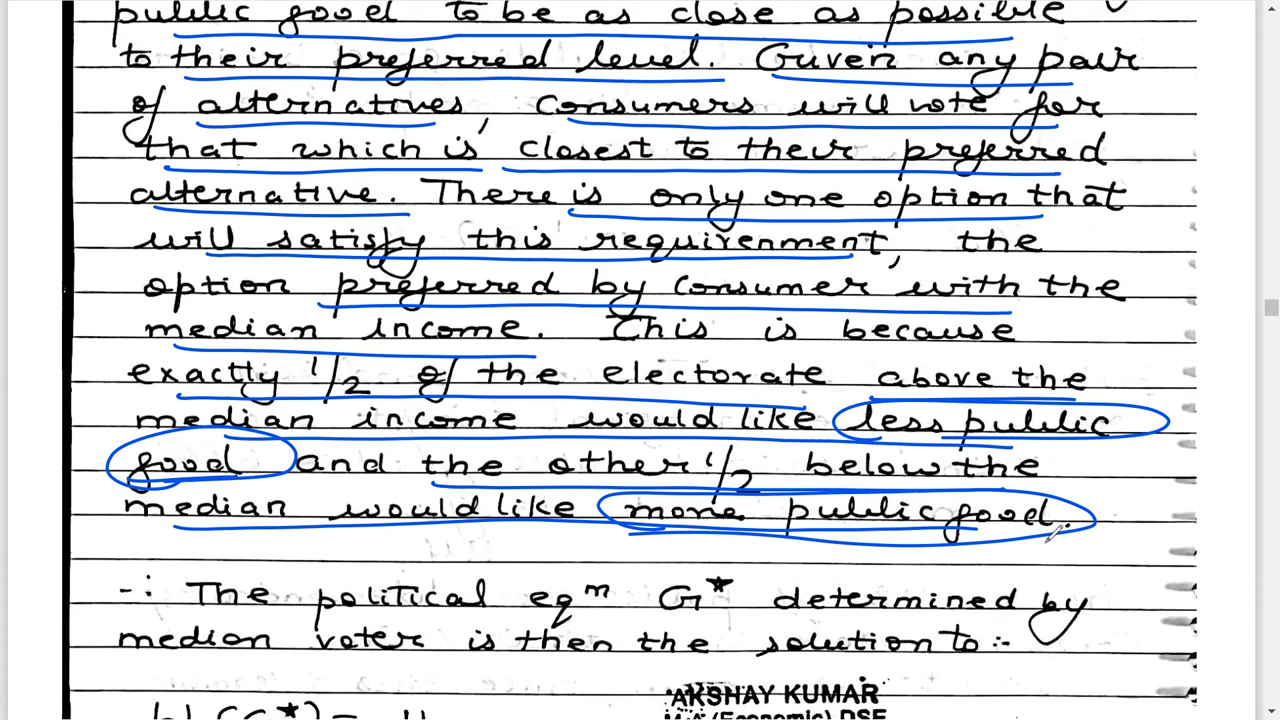 public good to be as close as possible
to their preferred level. Given any pair
of alternatives, consumers will vote for
that which is closest to their preferred
alternative. There is only one option that
will satisfy this requirenment, the
option preferred by consumer with the
median income. This is because
exactly 1/2 of the electorate above the
median income would like less public
good and the other 1/2 below the
median would like more public good.
∴ The political eqm G* determined by
median voter is then the solution to :-
AKSHAY KUMAR
M.A (Economic) DSE